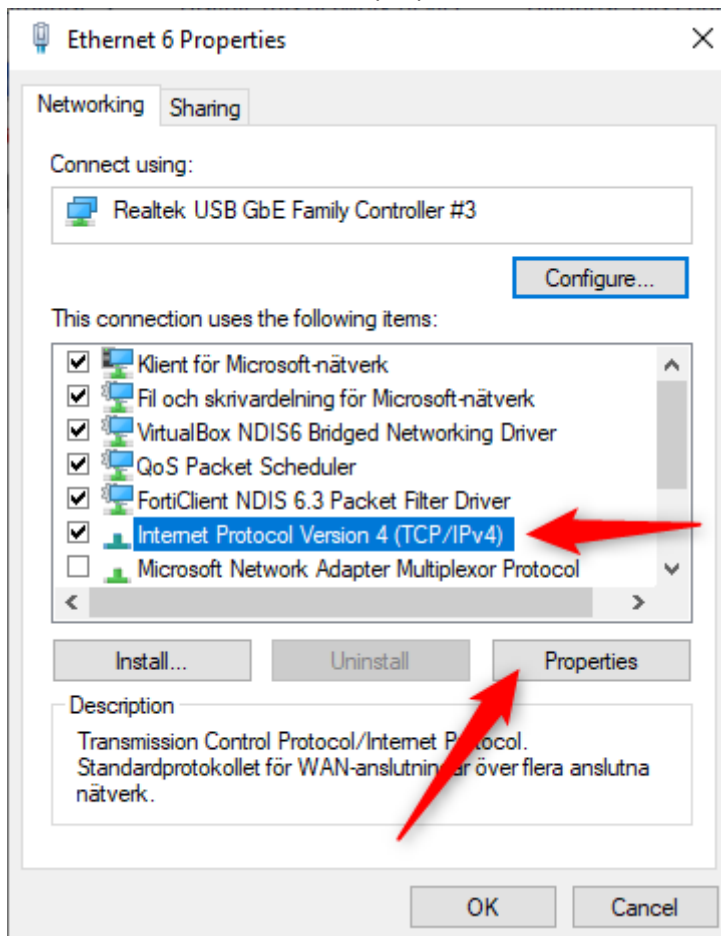 Ethernet 6 Properties
Networking
Sharing
Connect using:
Realtek USB GbE Family Controller #3
Configure...
This connection uses the following items:
Klient för Microsoft-nätverk
Fil och skrivardelning för Microsoft-nätverk
VirtualBox NDIS6 Bridged Networking Driver
QoS Packet Scheduler
FortiClient NDIS 6.3 Packet Filter Driver
Internet Protocol Version 4 (TCP/IPv4)
Microsoft Network Adapter Multiplexor Protocol
Install...
Uninstall
Properties
Description
Transmission Control Protocol/Internet Protocol.
Standardprotokollet för WAN-anslutningar över flera anslutna
nätverk.
OK
Cancel